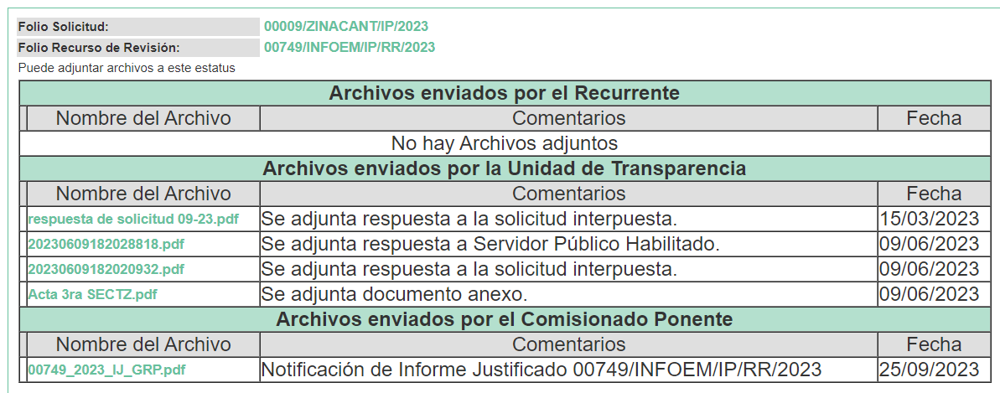 Folio Solicitud: 00009/ZINACANT/IP/2023
Folio Recurso de Revisión: 00749/INFOEM/IP/RR/2023
Puede adjuntar archivos a este estatus
Archivos enviados por el Recurrente
Nombre del Archivo Comentarios Fecha
No hay Archivos adjuntos
Archivos enviados por la Unidad de Transparencia
Nombre del Archivo Comentarios Fecha
respuesta de solicitud 09-23.pdf Se adjunta respuesta a la solicitud interpuesta. 15/03/2023
20230609182028818.pdf Se adjunta respuesta a Servidor Público Habilitado. 09/06/2023
20230609182020932.pdf Se adjunta respuesta a la solicitud interpuesta. 09/06/2023
Acta 3ra SECTZ.pdf Se adjunta documento anexo. 09/06/2023
Archivos enviados por el Comisionado Ponente
Nombre del Archivo Comentarios Fecha
00749_2023_IJ_GRP.pdf Notificación de Informe Justificado 00749/INFOEM/IP/RR/2023 25/09/2023